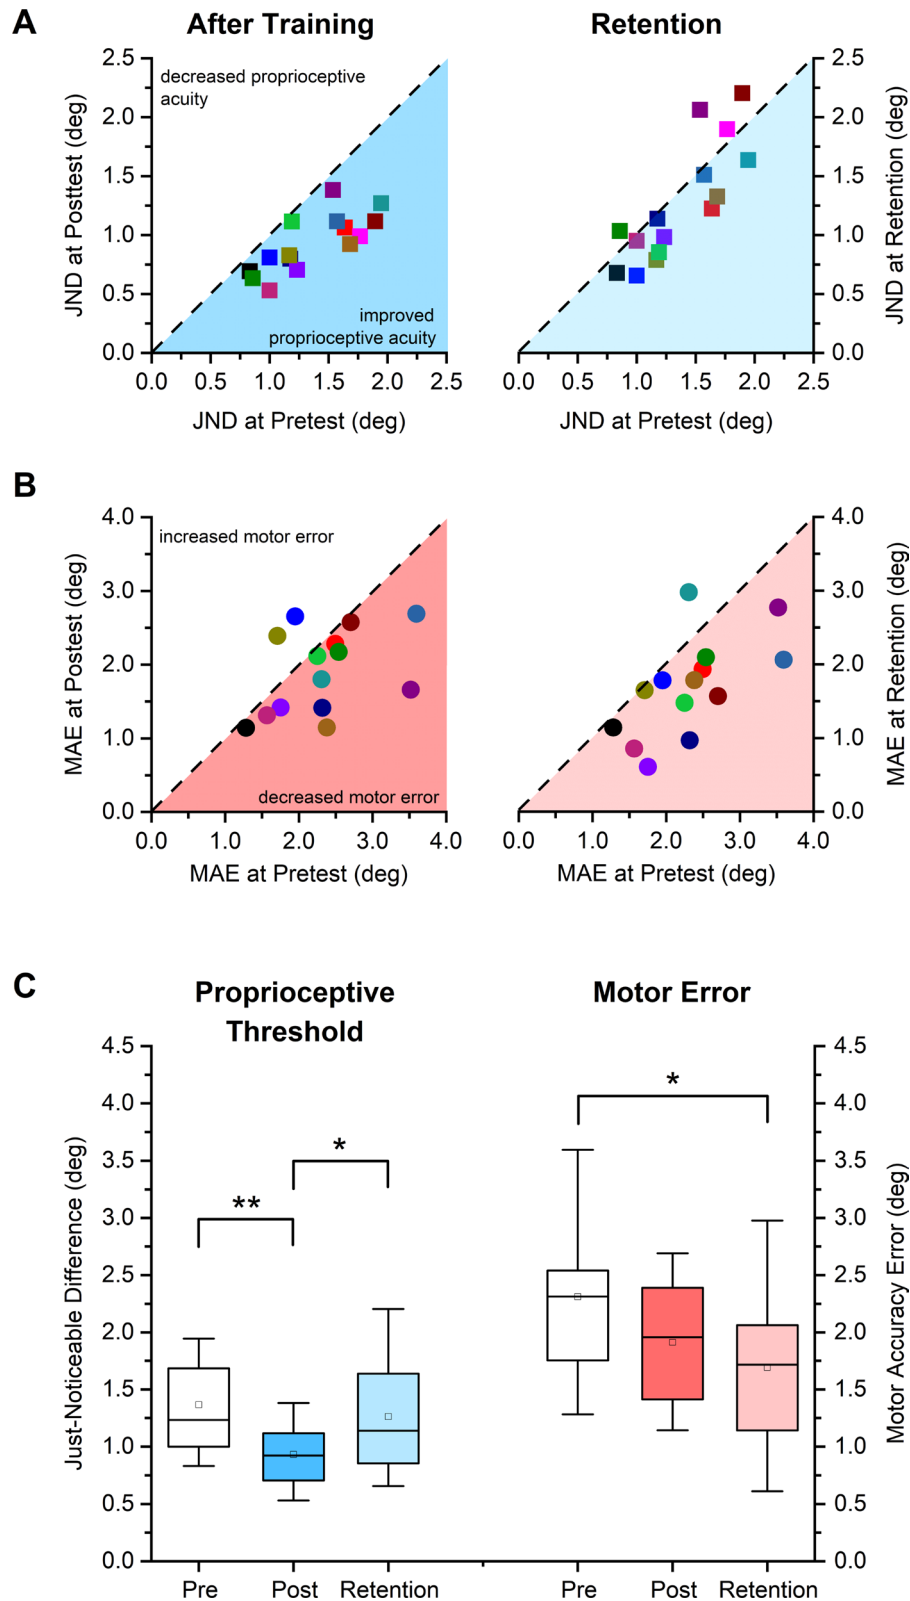 A
After Training
Retention
decreased proprioceptive
acuity
improved
proprioceptive acuity
JND at Posttest (deg)
2.5
2.0
1.5
1.0
0.5
0.0
0.0 0.5 1.0 1.5 2.0 2.5
JND at Pretest (deg)
2.5
2.0
1.5
1.0
0.5
0.0
JND at Retention (deg)
0.0 0.5 1.0 1.5 2.0 2.5
JND at Pretest (deg)
B
increased motor error
decreased motor error
MAE at Postest (deg)
4.0
3.0
2.0
1.0
0.0
0.0 1.0 2.0 3.0 4.0
MAE at Pretest (deg)
4.0
3.0
2.0
1.0
0.0
MAE at Retention (deg)
0.0 1.0 2.0 3.0 4.0
MAE at Pretest (deg)
C
Proprioceptive
Threshold
Motor Error
Just-Noticeable Difference (deg)
4.5
4.0
3.5
3.0
2.5
2.0
1.5
1.0
0.5
0.0
**
*
*
4.5
4.0
3.5
3.0
2.5
2.0
1.5
1.0
0.5
0.0
Motor Accuracy Error (deg)
Pre Post Retention Pre Post Retention